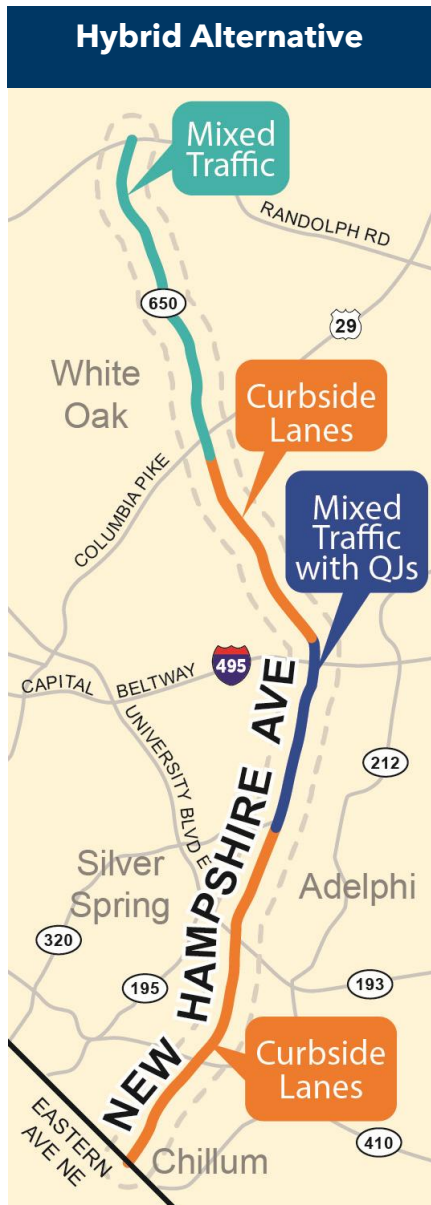 Hybrid Alternative
Mixed
Traffic
RANDOLPH RD
650
29
White
Oak
Curbside
Lanes
COLUMBIA PIKE
Mixed
Traffic
with QJs
495
CAPITAL BELTWAY
UNIVERSITY BLVD E
NEW HAMPSHIRE AVE
212
Silver
Spring
Adelphi
320
195
193
Curbside
Lanes
EASTERN
AVE NE
Chillum
410